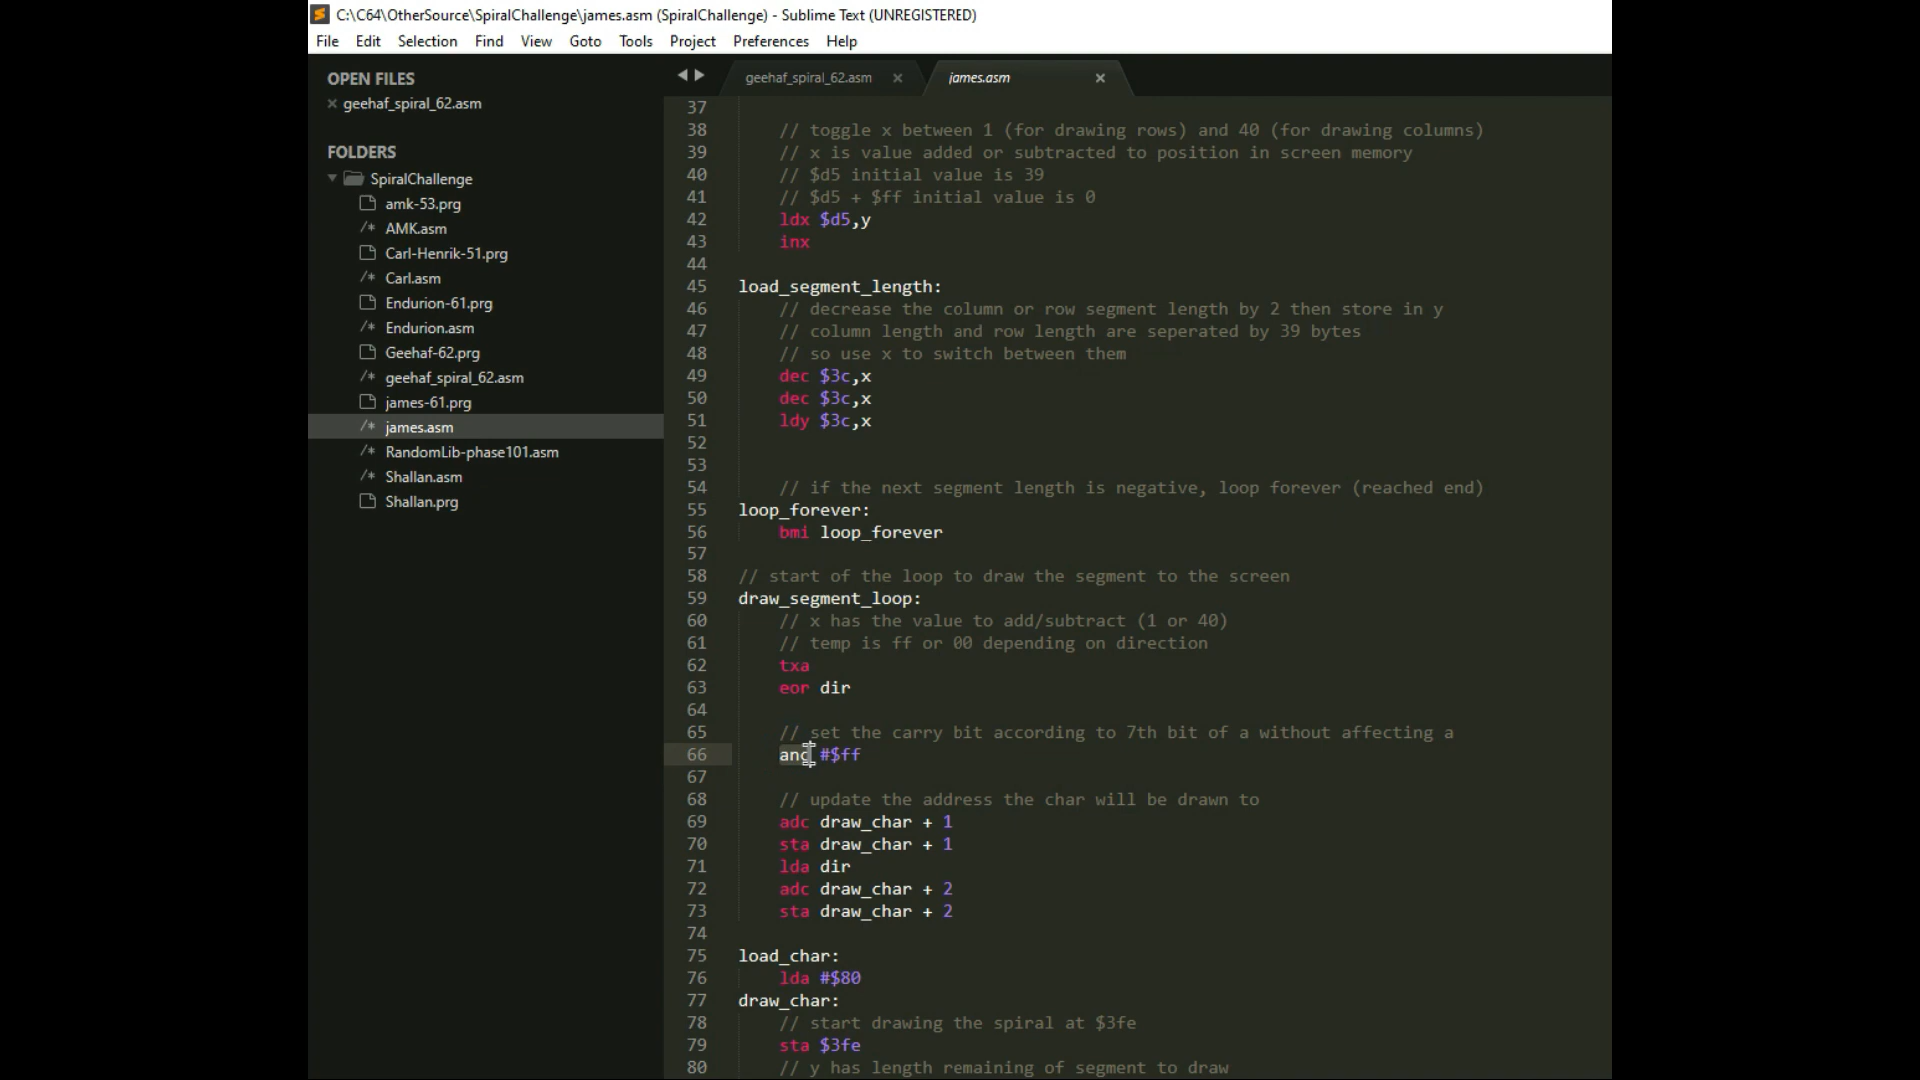 C:\C64\OtherSource\SpiralChallenge\james.asm (SpiralChallenge) - Sublime Text (UNREGISTERED)
File Edit Selection Find View Goto Tools Project Preferences Help
OPEN FILES
geehaf_spiral_62.asm
FOLDERS
SpiralChallenge
amk-53.prg
/* AMK.asm
Carl-Henrik-51.prg
/* Carl.asm
Endurion-61.prg
/* Endurion.asm
Geehaf-62.prg
/* geehaf_spiral_62.asm
james-61.prg
/* james.asm
/* RandomLib-phase101.asm
/* Shallan.asm
Shallan.prg
geehaf_spiral_62.asm james.asm
37
38 // toggle x between 1 (for drawing rows) and 40 (for drawing columns)
39 // x is value added or subtracted to position in screen memory
40 // $d5 initial value is 39
41 // $d5 + $ff initial value is 0
42 ldx $d5,y
43 inx
44
45 load_segment_length:
46 // decrease the column or row segment length by 2 then store in y
47 // column length and row length are seperated by 39 bytes
48 // so use x to switch between them
49 dec $3c,x
50 dec $3c,x
51 ldy $3c,x
52
53
54 // if the next segment length is negative, loop forever (reached end)
55 loop_forever:
56 bmi loop_forever
57
58 // start of the loop to draw the segment to the screen
59 draw_segment_loop:
60 // x has the value to add/subtract (1 or 40)
61 // temp is ff or 00 depending on direction
62 txa
63 eor dir
64
65 // set the carry bit according to 7th bit of a without affecting a
66 anc #$ff
67
68 // update the address the char will be drawn to
69 adc draw_char + 1
70 sta draw_char + 1
71 lda dir
72 adc draw_char + 2
73 sta draw_char + 2
74
75 load_char:
76 lda #$80
77 draw_char:
78 // start drawing the spiral at $3fe
79 sta $3fe
80 // y has length remaining of segment to draw